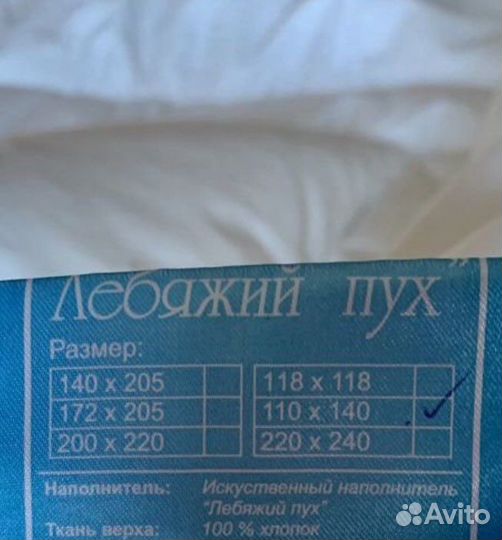 Лебяжий пух"
Размер:
140 x 205 118 x 118
172 x 205 110 x 140 ✓
200 x 220 220 x 240
Наполнитель: Искуственный наполнитель
"Лебяжий пух"
Ткань верха: 100 % хлопок
Avito